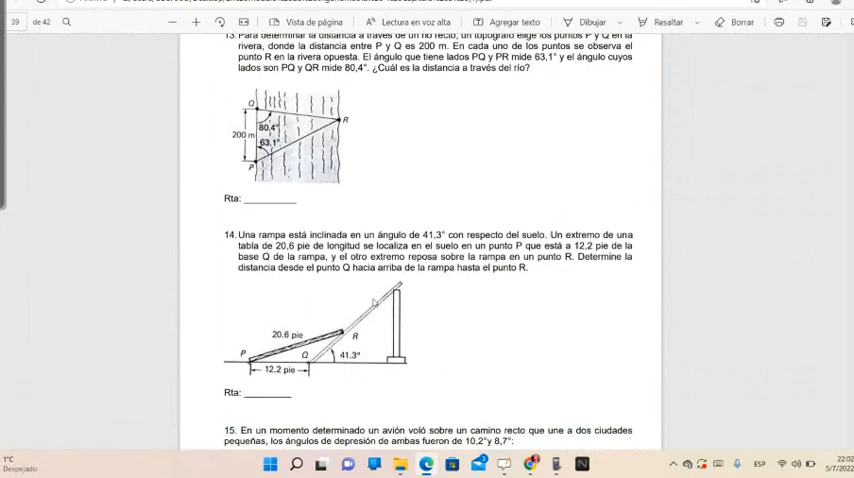 39
de 42
Vista de página
Lectura en voz alta
Agregar texto
Dibujar
Resaltar
Borrar
13. Para determinar la distancia a través de un río recto, un topógrafo elige los puntos P y Q en la
rivera, donde la distancia entre P y Q es 200 m. En cada uno de los puntos se observa el
punto R en la rivera opuesta. El ángulo que tiene lados PQ y PR mide 63,1° y el ángulo cuyos
lados son PQ y QR mide 80,4°. ¿Cuál es la distancia a través del río?
Q
R
80.4°
200 m
63.1°
P
Rta: _________
14. Una rampa está inclinada en un ángulo de 41,3° con respecto del suelo. Un extremo de una
tabla de 20,6 pie de longitud se localiza en el suelo en un punto P que está a 12,2 pie de la
base Q de la rampa, y el otro extremo reposa sobre la rampa en un punto R. Determine la
distancia desde el punto Q hacia arriba de la rampa hasta el punto R.
20.6 pie
R
P
Q
41.3°
12.2 pie
Rta: ________
15. En un momento determinado un avión voló sobre un camino recto que une a dos ciudades
pequeñas, los ángulos de depresión de ambas fueron de 10,2°y 8,7°:
1°C
Despejado
ESP
22:02
5/7/2022